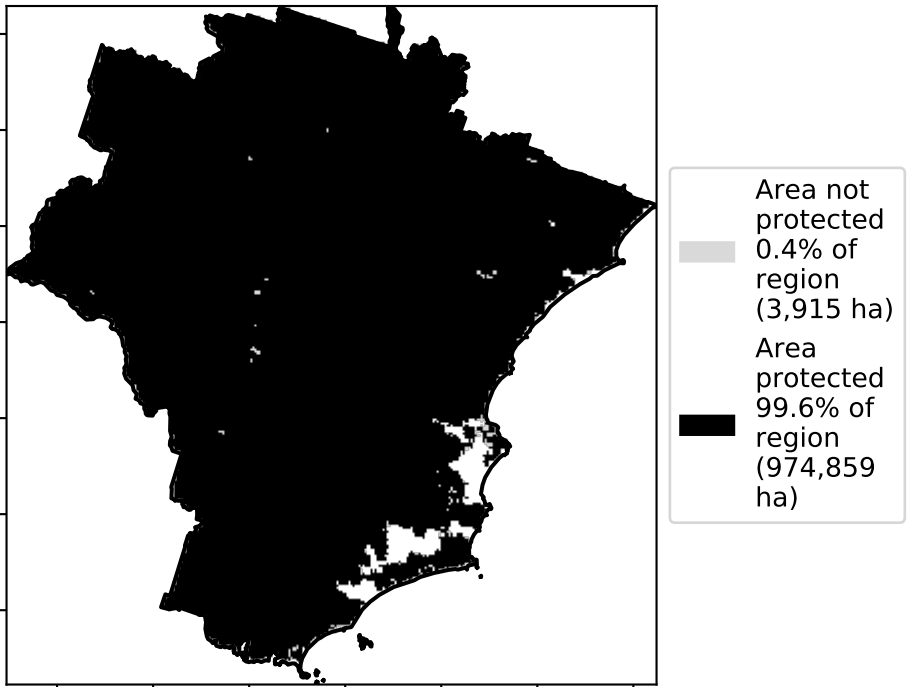 Area not
protected
0.4% of
region
(3,915 ha)
Area
protected
99.6% of
region
(974,859
ha)